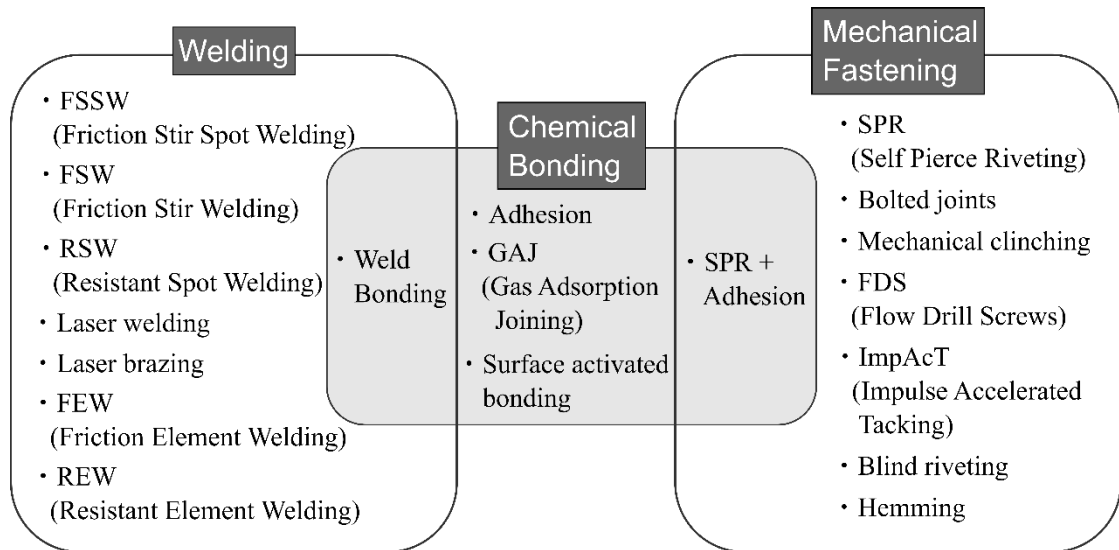 Welding
・FSSW
(Friction Stir Spot Welding)
・FSW
(Friction Stir Welding)
・RSW
(Resistant Spot Welding)
・Laser welding
・Laser brazing
・FEW
(Friction Element Welding)
・REW
(Resistant Element Welding)
・Weld
Bonding
Chemical
Bonding
・Adhesion
・GAJ
(Gas Adsorption
Joining)
・Surface activated
bonding
・SPR +
Adhesion
Mechanical
Fastening
・SPR
(Self Pierce Riveting)
・Bolted joints
・Mechanical clinching
・FDS
(Flow Drill Screws)
・ImpAcT
(Impulse Accelerated
Tacking)
・Blind riveting
・Hemming